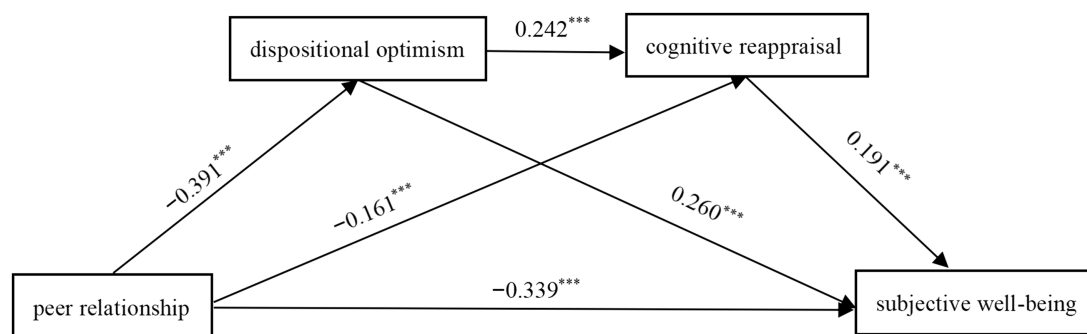 0.242***
dispositional optimism
cognitive reappraisal
−0.391***
−0.161***
0.260***
0.191***
−0.339***
peer relationship
subjective well-being